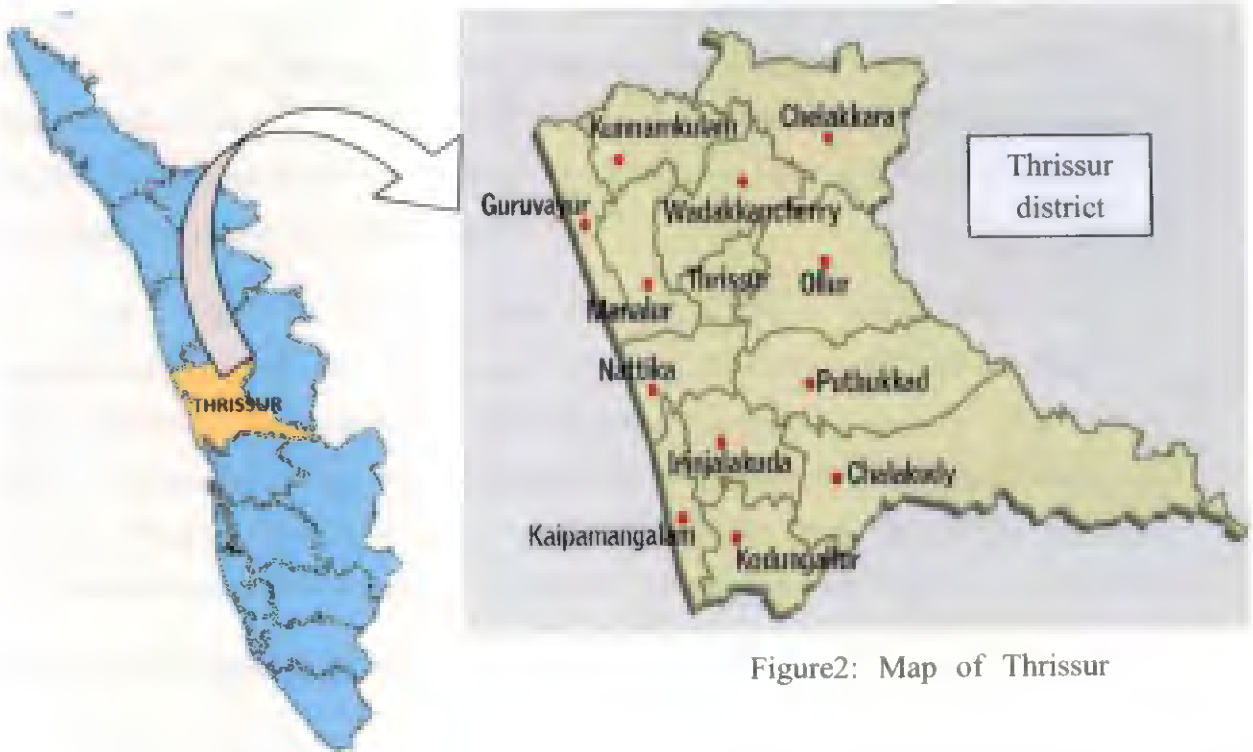 THRISSUR
Kunnamkulam
Chelakkara
Guruvayur
Wadakkancherry
Thrissur
Ollur
Manalur
Nattika
Puthukkad
Irinjalakuda
Chalakudy
Kaipamangalam
Kodungallur
Thrissur
district
Figure2: Map of Thrissur